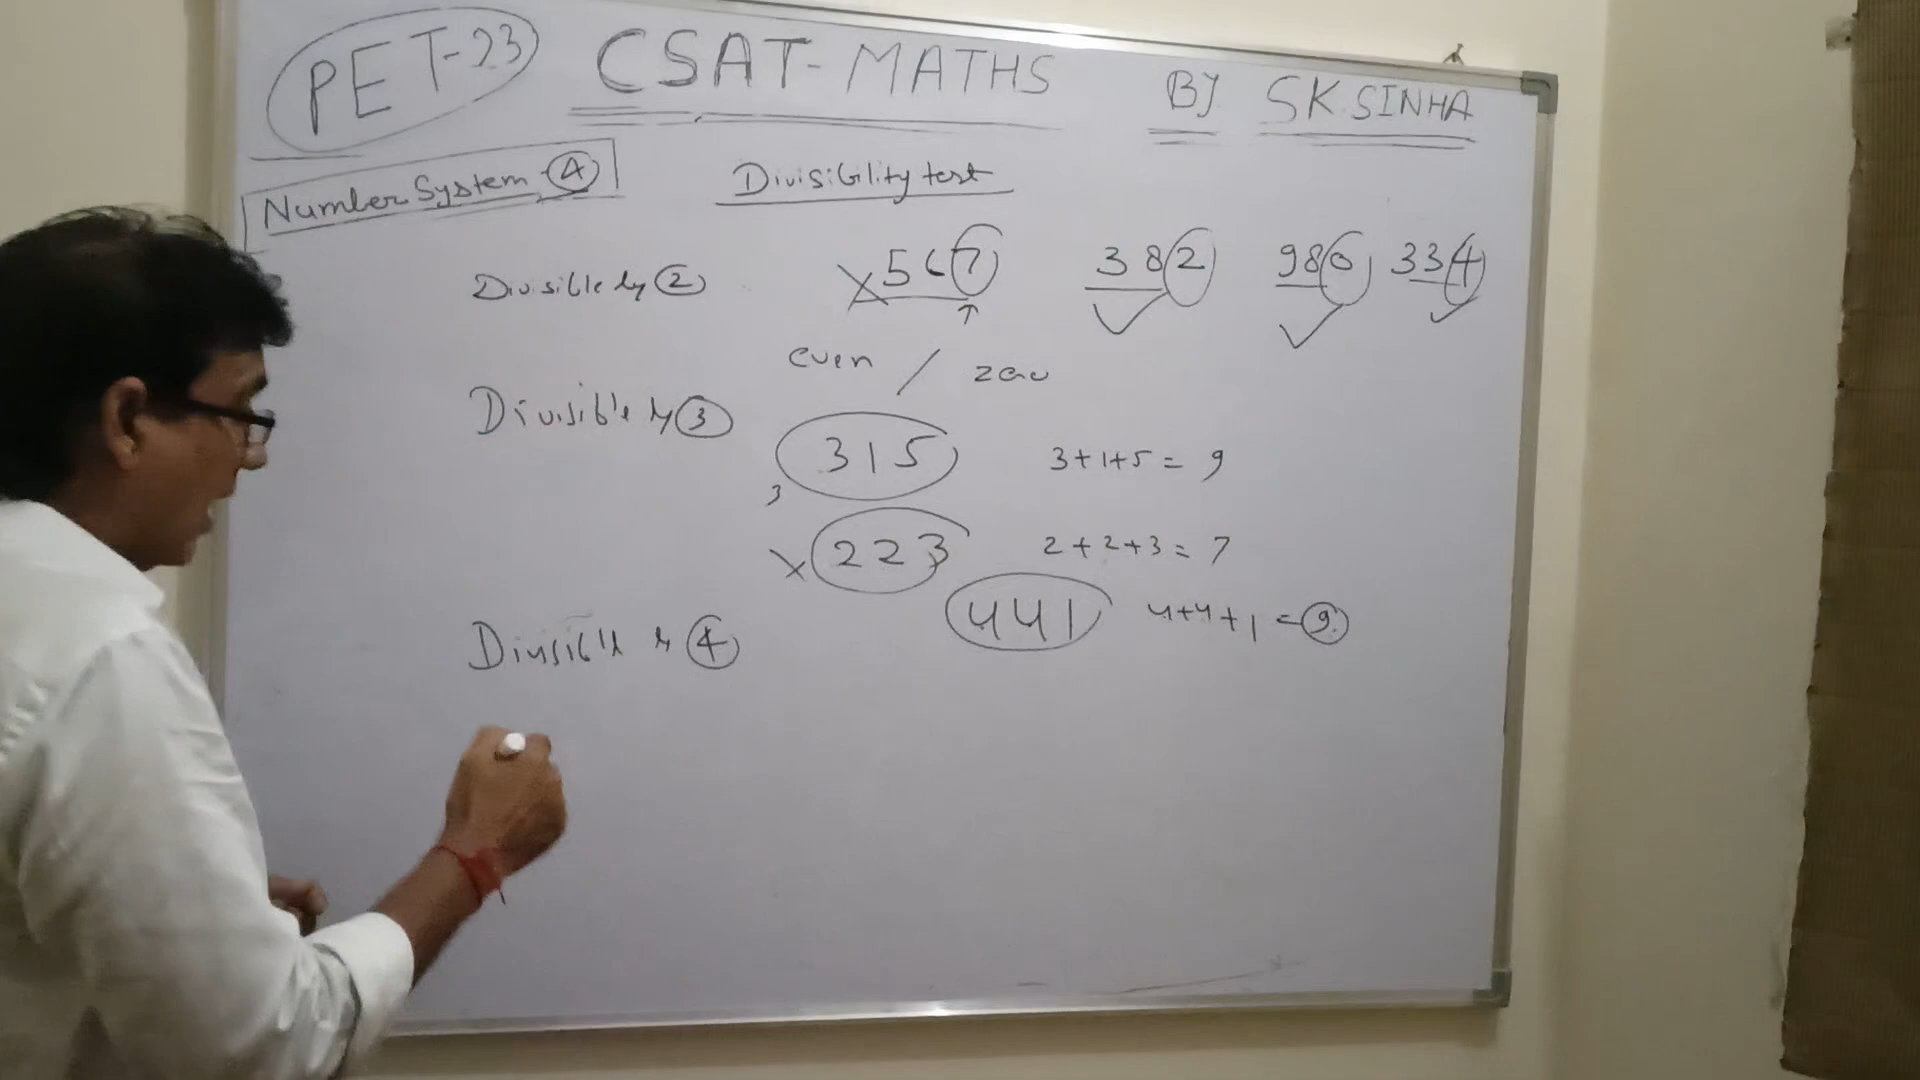 PET-23 CSAT-MATHS BY SK.SINHA
Number System-4 Divisibility test
Divisible by 2 × 567 382 980 334
↑
even / zero
Divisible by 3
315 3+1+5 = 9
3
× 223 2+2+3 = 7
441 4+4+1 = 9
Divisible by 4